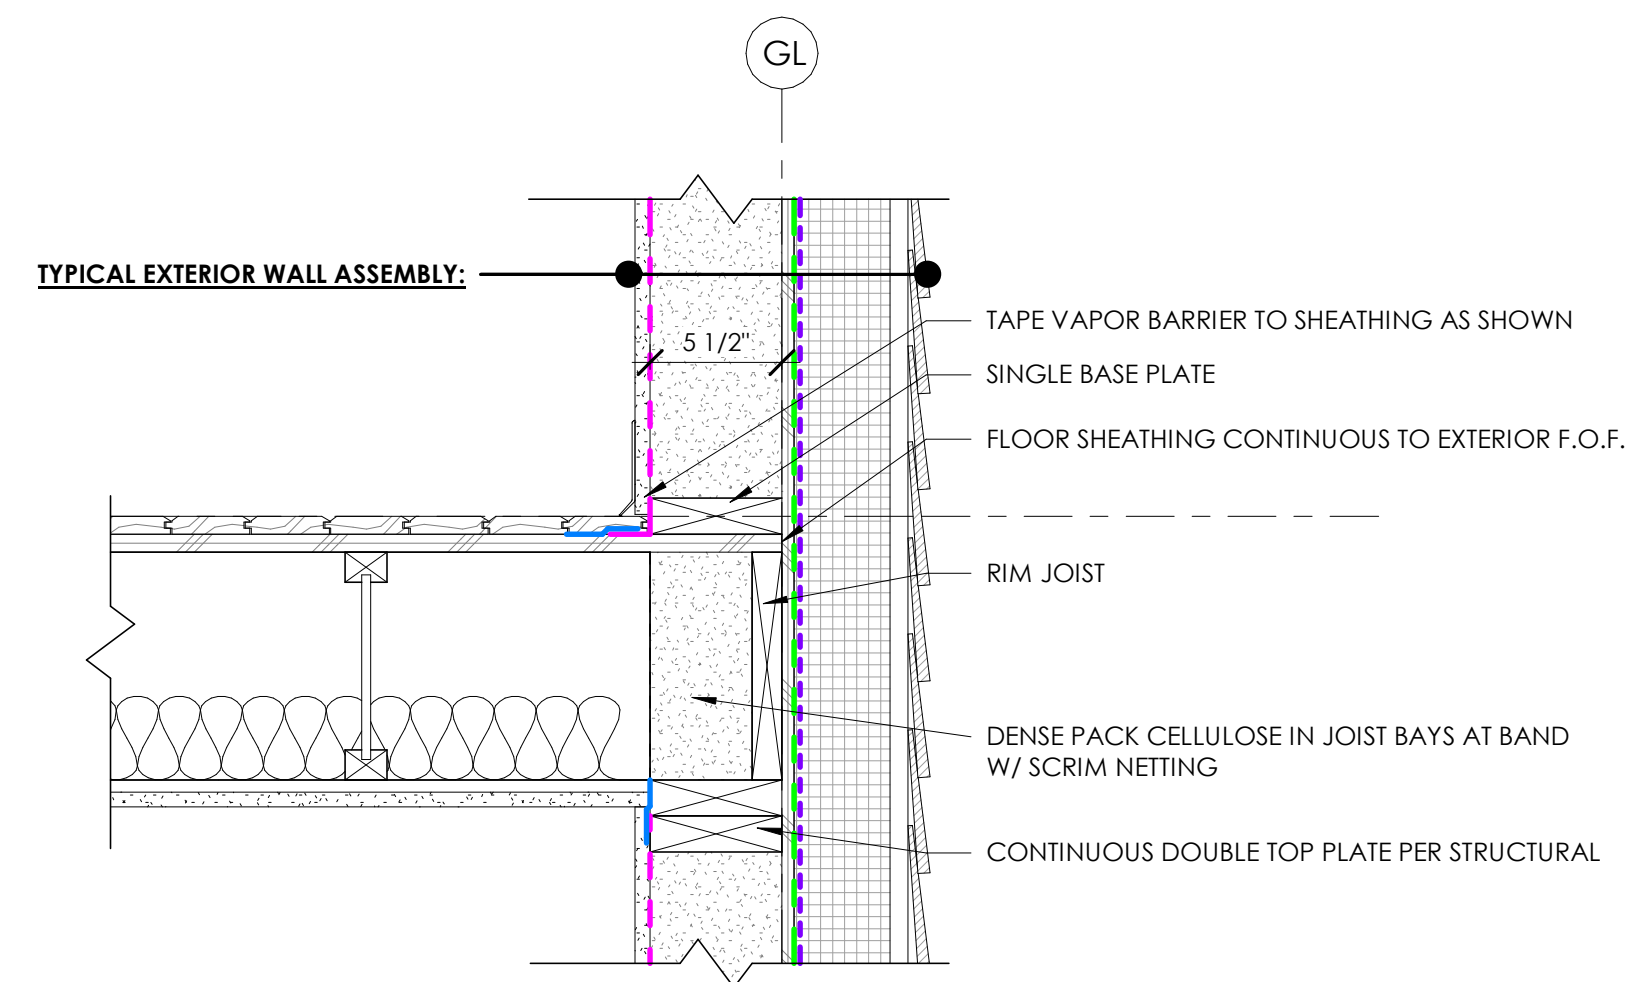 GL
TYPICAL EXTERIOR WALL ASSEMBLY:
TAPE VAPOR BARRIER TO SHEATHING AS SHOWN
5 1/2"
SINGLE BASE PLATE
FLOOR SHEATHING CONTINUOUS TO EXTERIOR F.O.F.
RIM JOIST
DENSE PACK CELLULOSE IN JOIST BAYS AT BAND
W/ SCRIM NETTING
CONTINUOUS DOUBLE TOP PLATE PER STRUCTURAL